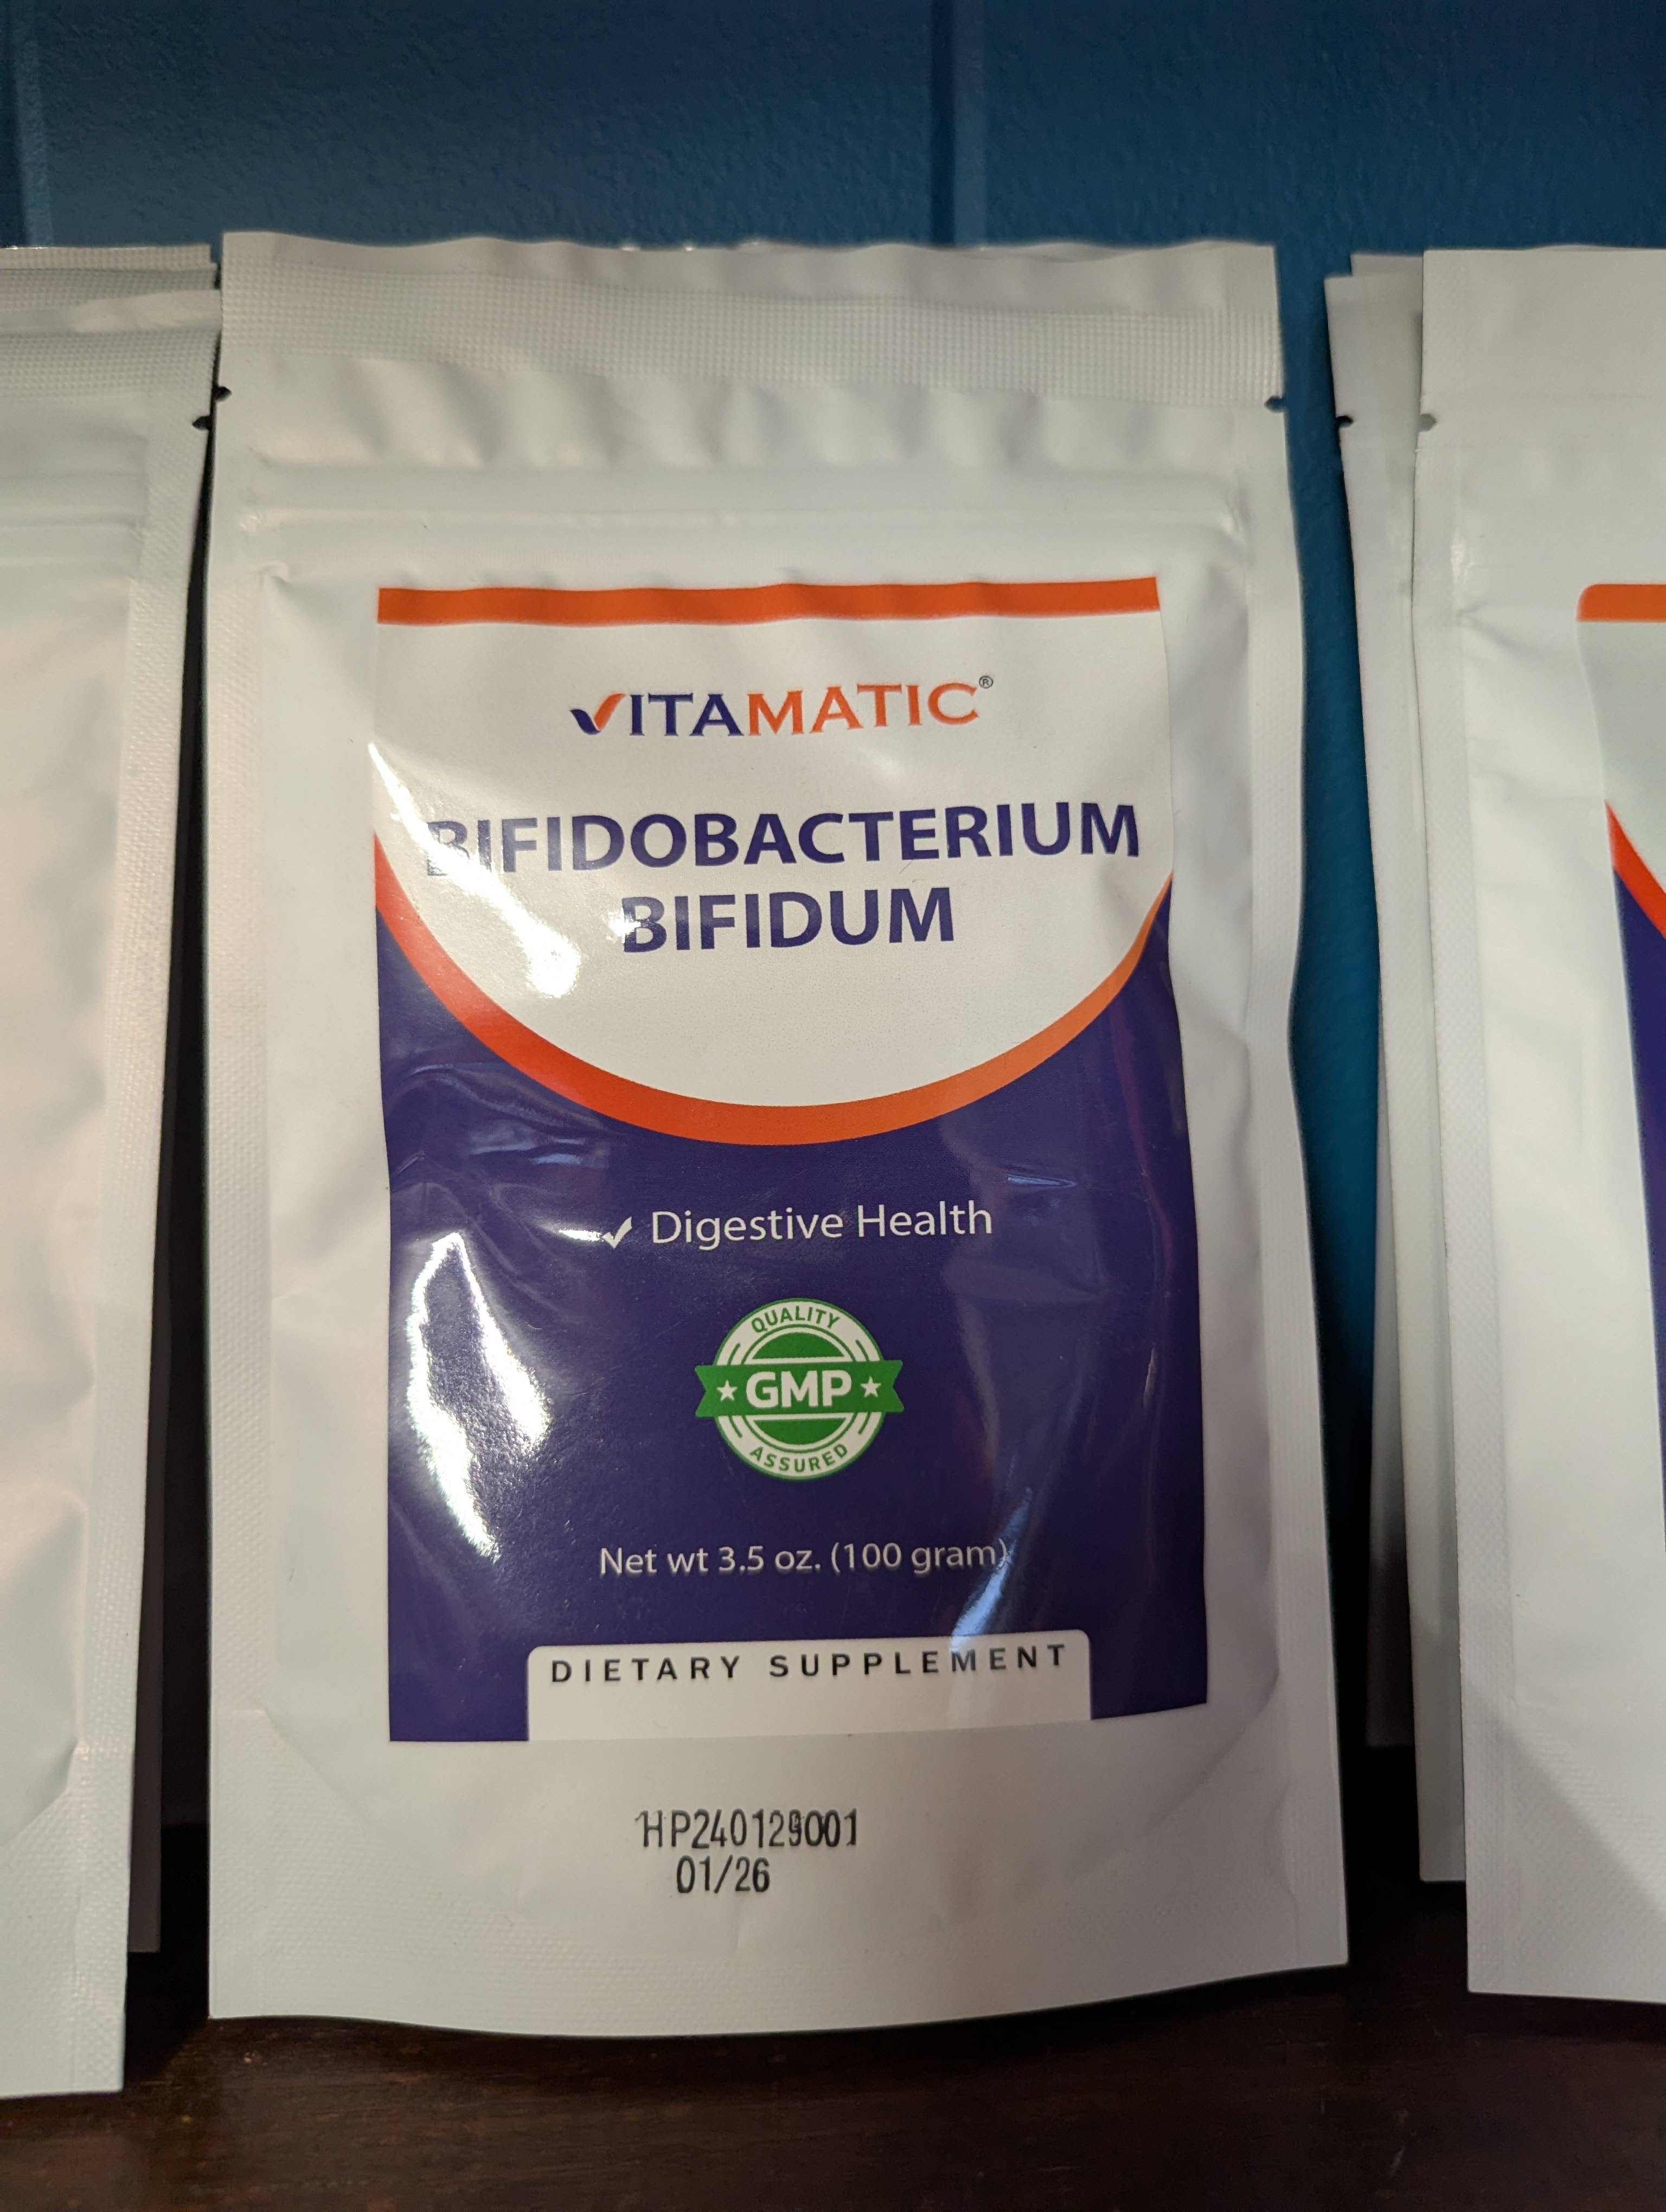 VITAMATIC®
BIFIDOBACTERIUM
BIFIDUM
✓ Digestive Health
QUALITY
★ GMP ★
ASSURED
Net wt 3.5 oz. (100 gram)
DIETARY SUPPLEMENT
HP240129001
01/26